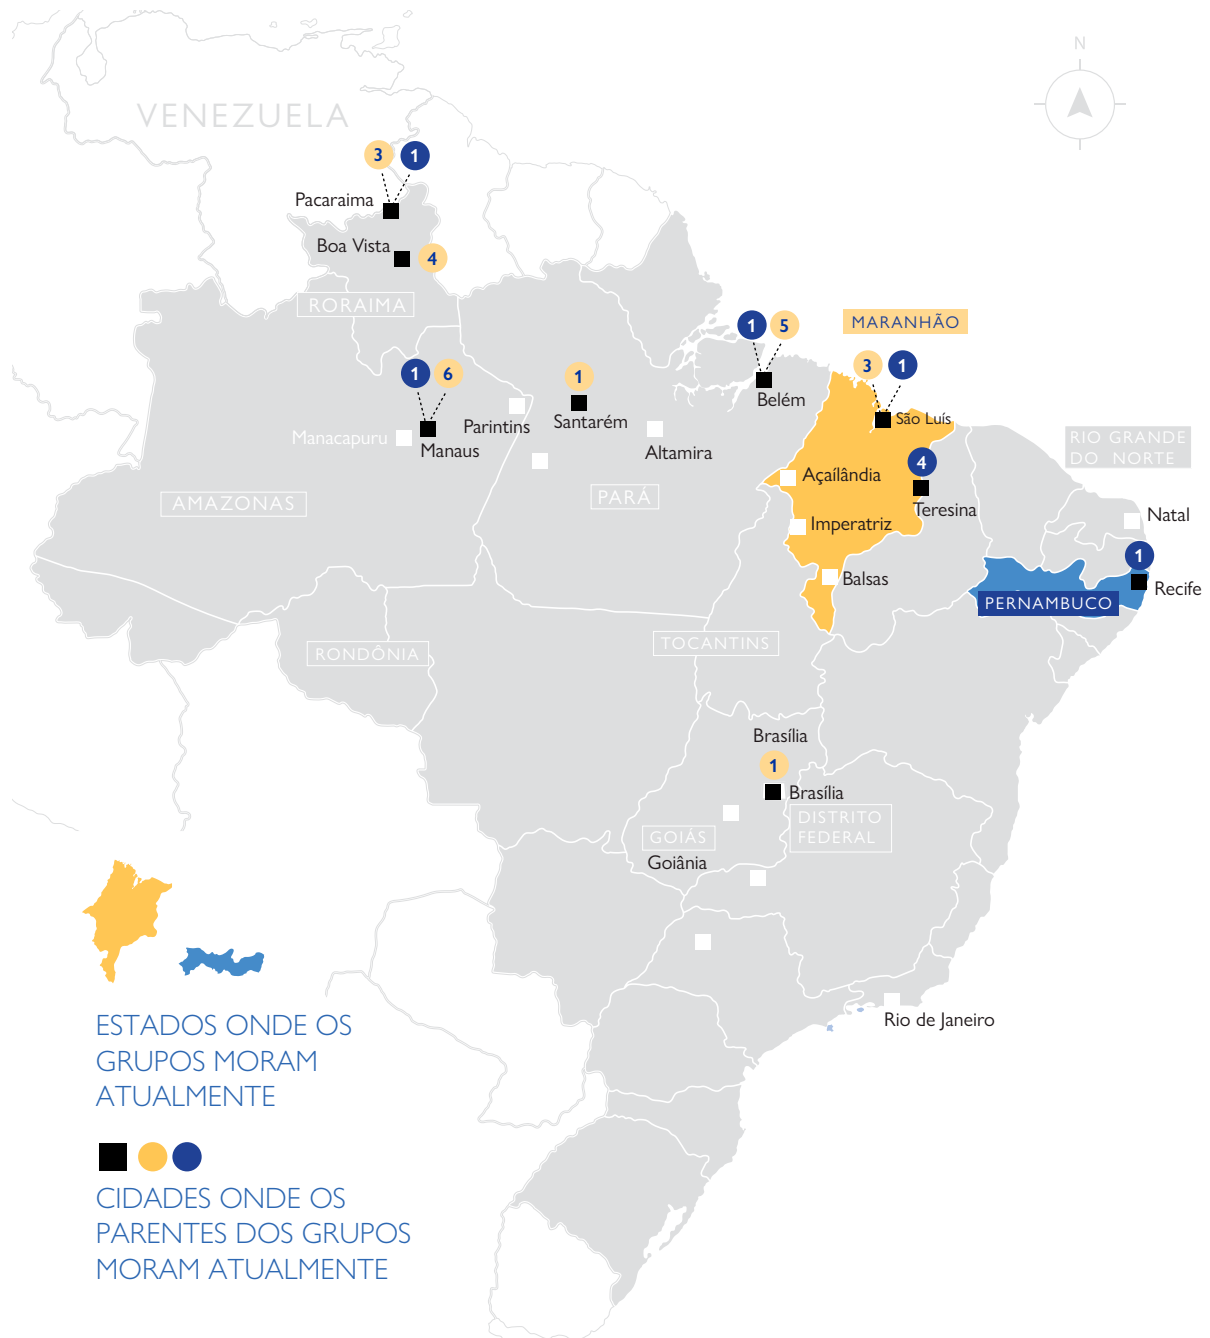 N
VENEZUELA
3
1
Pacaraima
Boa Vista
4
RORAIMA
1
5
MARANHÃO
3
1
1
6
1
Belém
São Luís
Parintins
Santarém
Manacapuru
Manaus
Altamira
RIO GRANDE
DO NORTE
4
Açaílândia
AMAZONAS
PARÁ
Teresina
Imperatriz
Natal
1
Balsas
Recife
PERNAMBUCO
TOCANTINS
RONDÔNIA
Brasília
1
Brasília
DISTRITO
FEDERAL
GOIÁS
Goiânia
Rio de Janeiro
ESTADOS ONDE OS
GRUPOS MORAM
ATUALMENTE
CIDADES ONDE OS
PARENTES DOS GRUPOS
MORAM ATUALMENTE